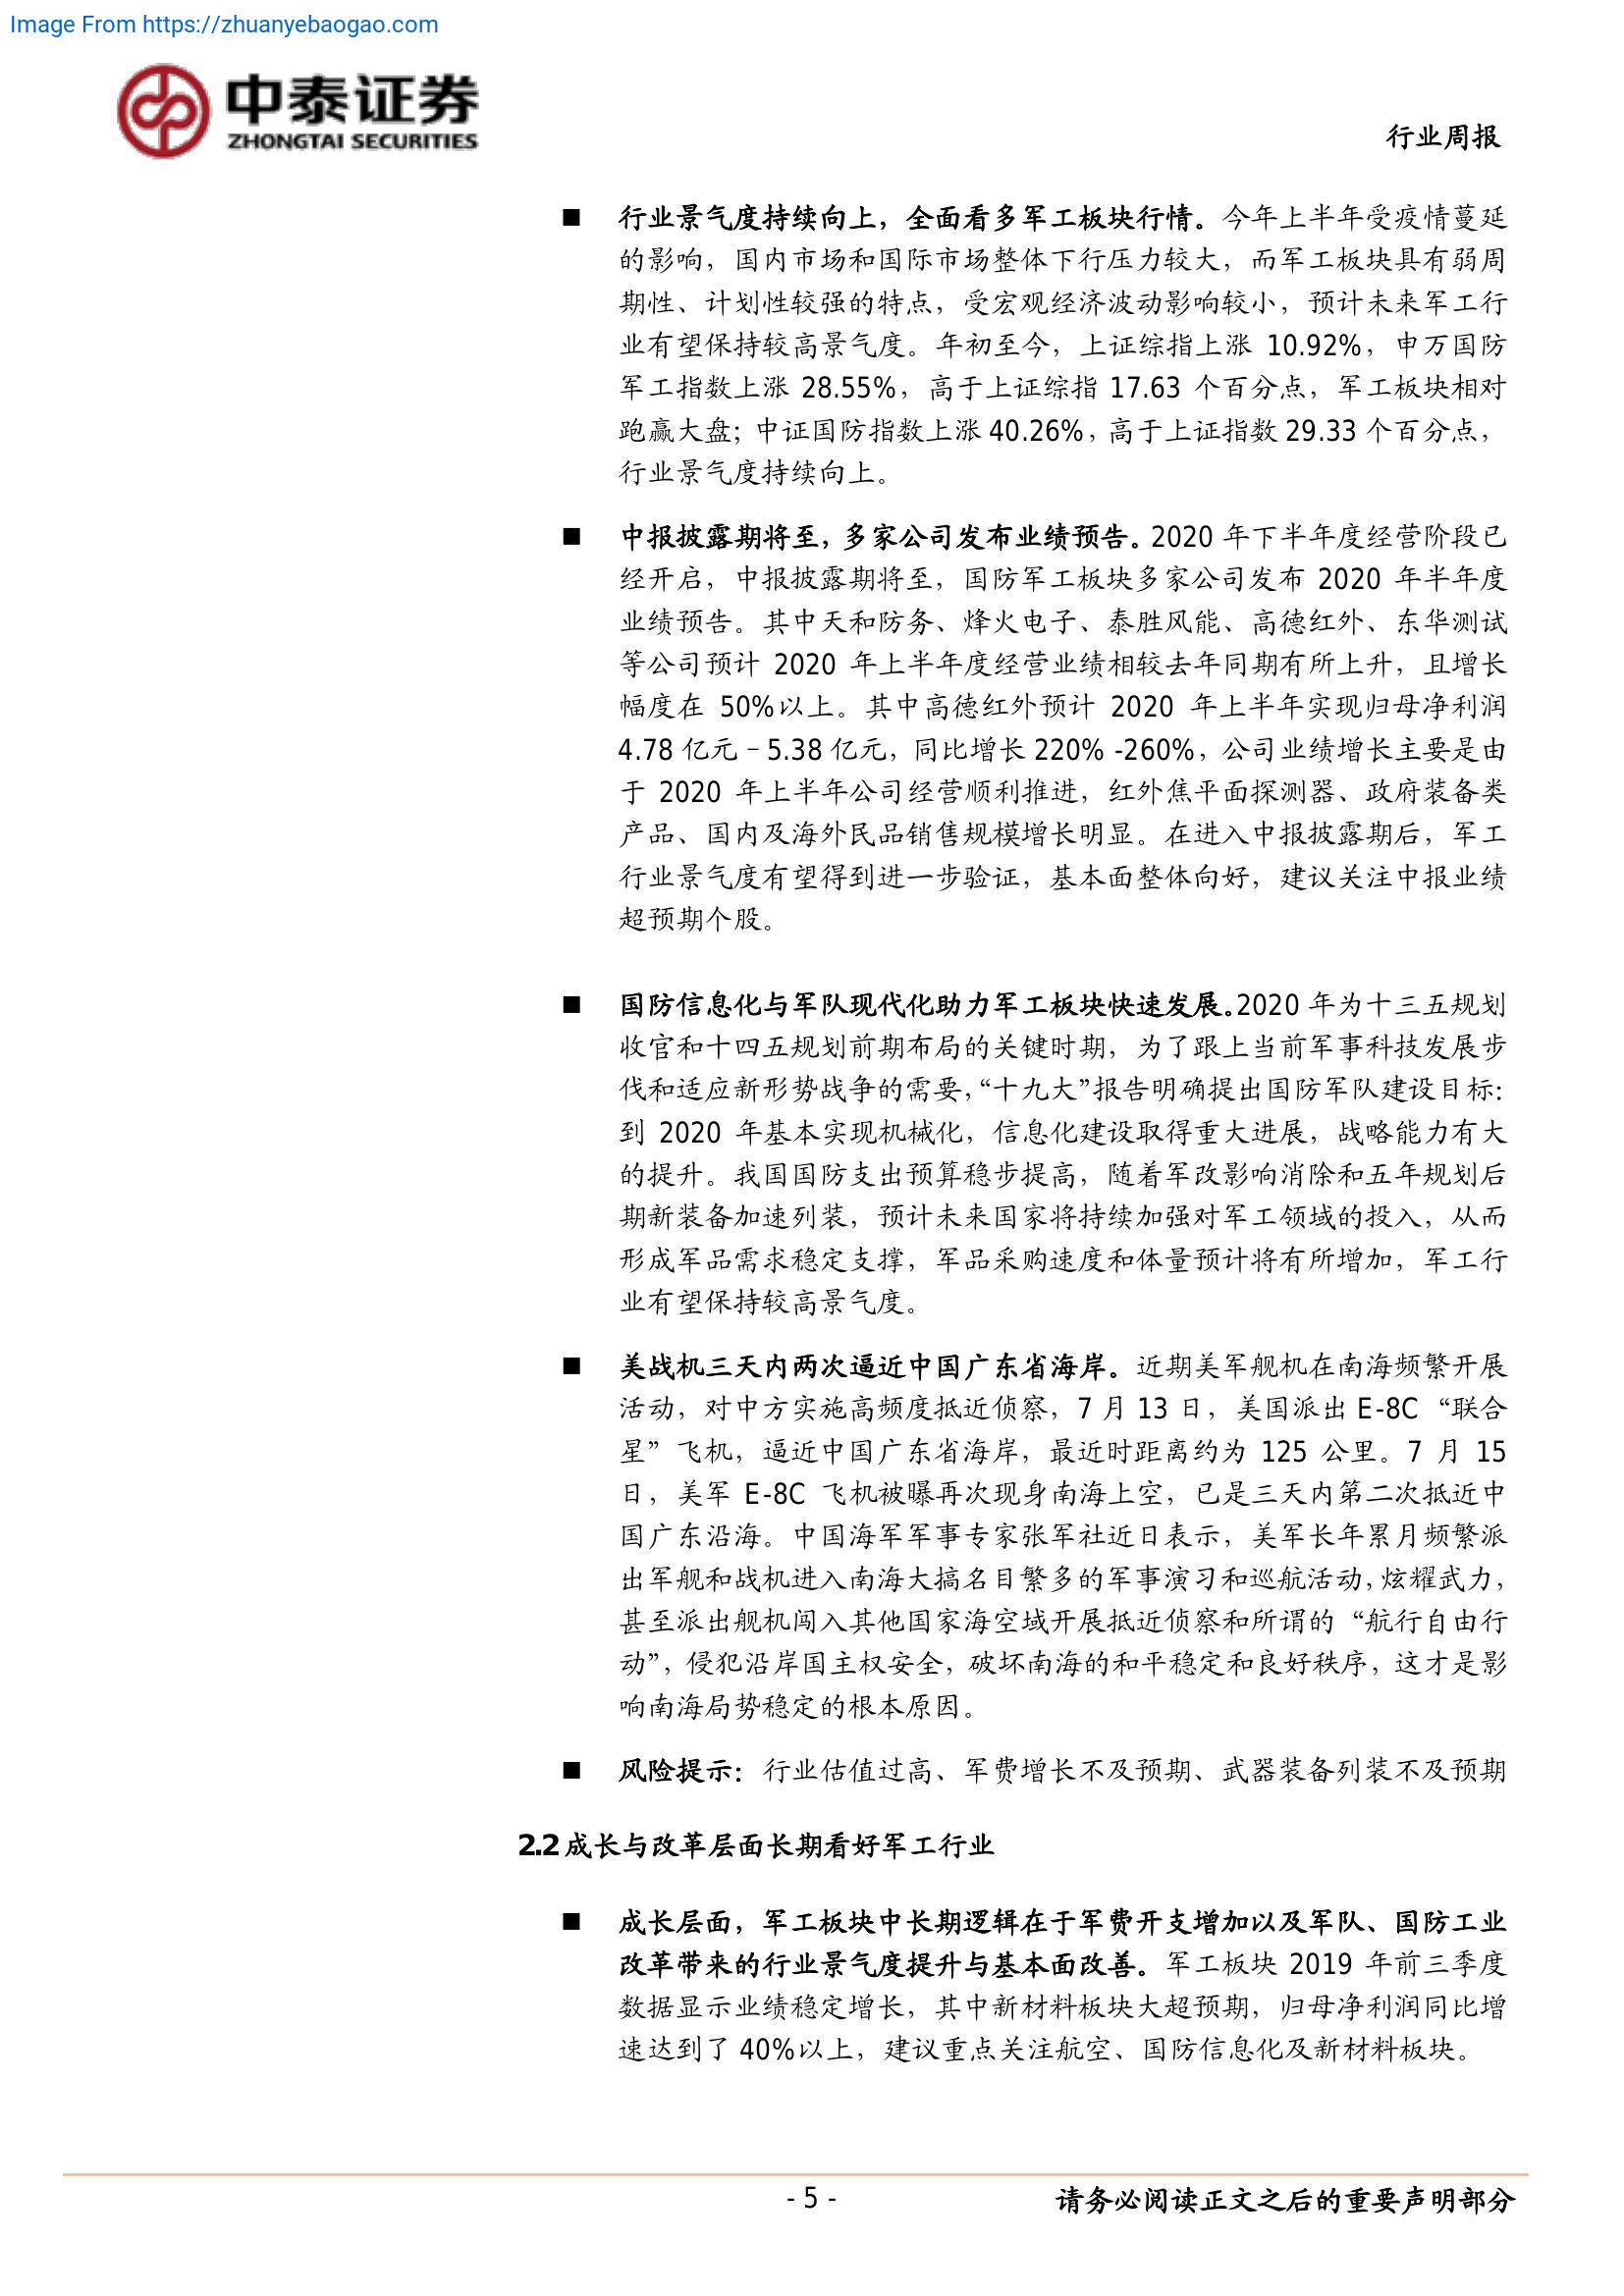 Image From https://zhuanyebaogao.com
中泰证券
ZHONGTAI SECURITIES
行业周报
■ 行业景气度持续向上，全面看多军工板块行情。今年上半年受疫情蔓延
的影响，国内市场和国际市场整体下行压力较大，而军工板块具有弱周
期性、计划性较强的特点，受宏观经济波动影响较小，预计未来军工行
业有望保持较高景气度。年初至今，上证综指上涨 10.92%，申万国防
军工指数上涨 28.55%，高于上证综指 17.63 个百分点，军工板块相对
跑赢大盘；中证国防指数上涨 40.26%，高于上证指数 29.33 个百分点，
行业景气度持续向上。
■ 中报披露期将至，多家公司发布业绩预告。2020 年下半年度经营阶段已
经开启，中报披露期将至，国防军工板块多家公司发布 2020 年半年度
业绩预告。其中天和防务、烽火电子、泰胜风能、高德红外、东华测试
等公司预计 2020 年上半年度经营业绩相较去年同期有所上升，且增长
幅度在 50%以上。其中高德红外预计 2020 年上半年实现归母净利润
4.78 亿元–5.38 亿元，同比增长 220% -260%，公司业绩增长主要是由
于 2020 年上半年公司经营顺利推进，红外焦平面探测器、政府装备类
产品、国内及海外民品销售规模增长明显。在进入中报披露期后，军工
行业景气度有望得到进一步验证，基本面整体向好，建议关注中报业绩
超预期个股。
■ 国防信息化与军队现代化助力军工板块快速发展。2020 年为十三五规划
收官和十四五规划前期布局的关键时期，为了跟上当前军事科技发展步
伐和适应新形势战争的需要，“十九大”报告明确提出国防军队建设目标：
到 2020 年基本实现机械化，信息化建设取得重大进展，战略能力有大
的提升。我国国防支出预算稳步提高，随着军改影响消除和五年规划后
期新装备加速列装，预计未来国家将持续加强对军工领域的投入，从而
形成军品需求稳定支撑，军品采购速度和体量预计将有所增加，军工行
业有望保持较高景气度。
■ 美战机三天内两次逼近中国广东省海岸。近期美军舰机在南海频繁开展
活动，对中方实施高频度抵近侦察，7 月 13 日，美国派出 E-8C “联合
星”飞机，逼近中国广东省海岸，最近时距离约为 125 公里。7 月 15
日，美军 E-8C 飞机被曝再次现身南海上空，已是三天内第二次抵近中
国广东沿海。中国海军军事专家张军社近日表示，美军长年累月频繁派
出军舰和战机进入南海大搞名目繁多的军事演习和巡航活动，炫耀武力，
甚至派出舰机闯入其他国家海空域开展抵近侦察和所谓的“航行自由行
动”，侵犯沿岸国主权安全，破坏南海的和平稳定和良好秩序，这才是影
响南海局势稳定的根本原因。
■ 风险提示：行业估值过高、军费增长不及预期、武器装备列装不及预期
2.2 成长与改革层面长期看好军工行业
■ 成长层面，军工板块中长期逻辑在于军费开支增加以及军队、国防工业
改革带来的行业景气度提升与基本面改善。军工板块 2019 年前三季度
数据显示业绩稳定增长，其中新材料板块大超预期，归母净利润同比增
速达到了 40%以上，建议重点关注航空、国防信息化及新材料板块。
- 5 -
请务必阅读正文之后的重要声明部分